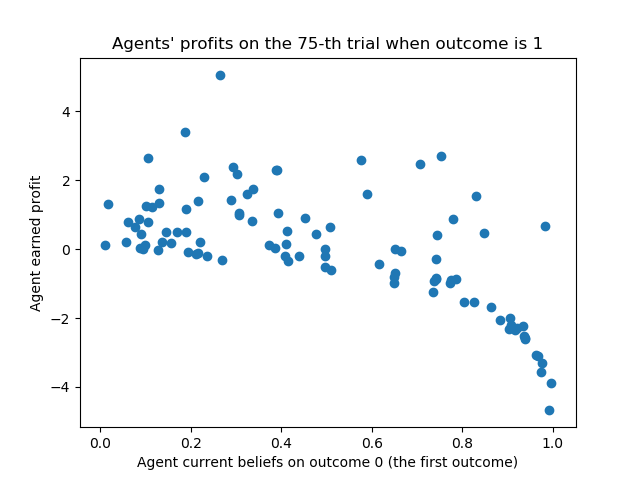 Agents' profits on the 75-th trial when outcome is 1
Agent earned profit
4
2
0
−2
−4
0.0 0.2 0.4 0.6 0.8 1.0
Agent current beliefs on outcome 0 (the first outcome)